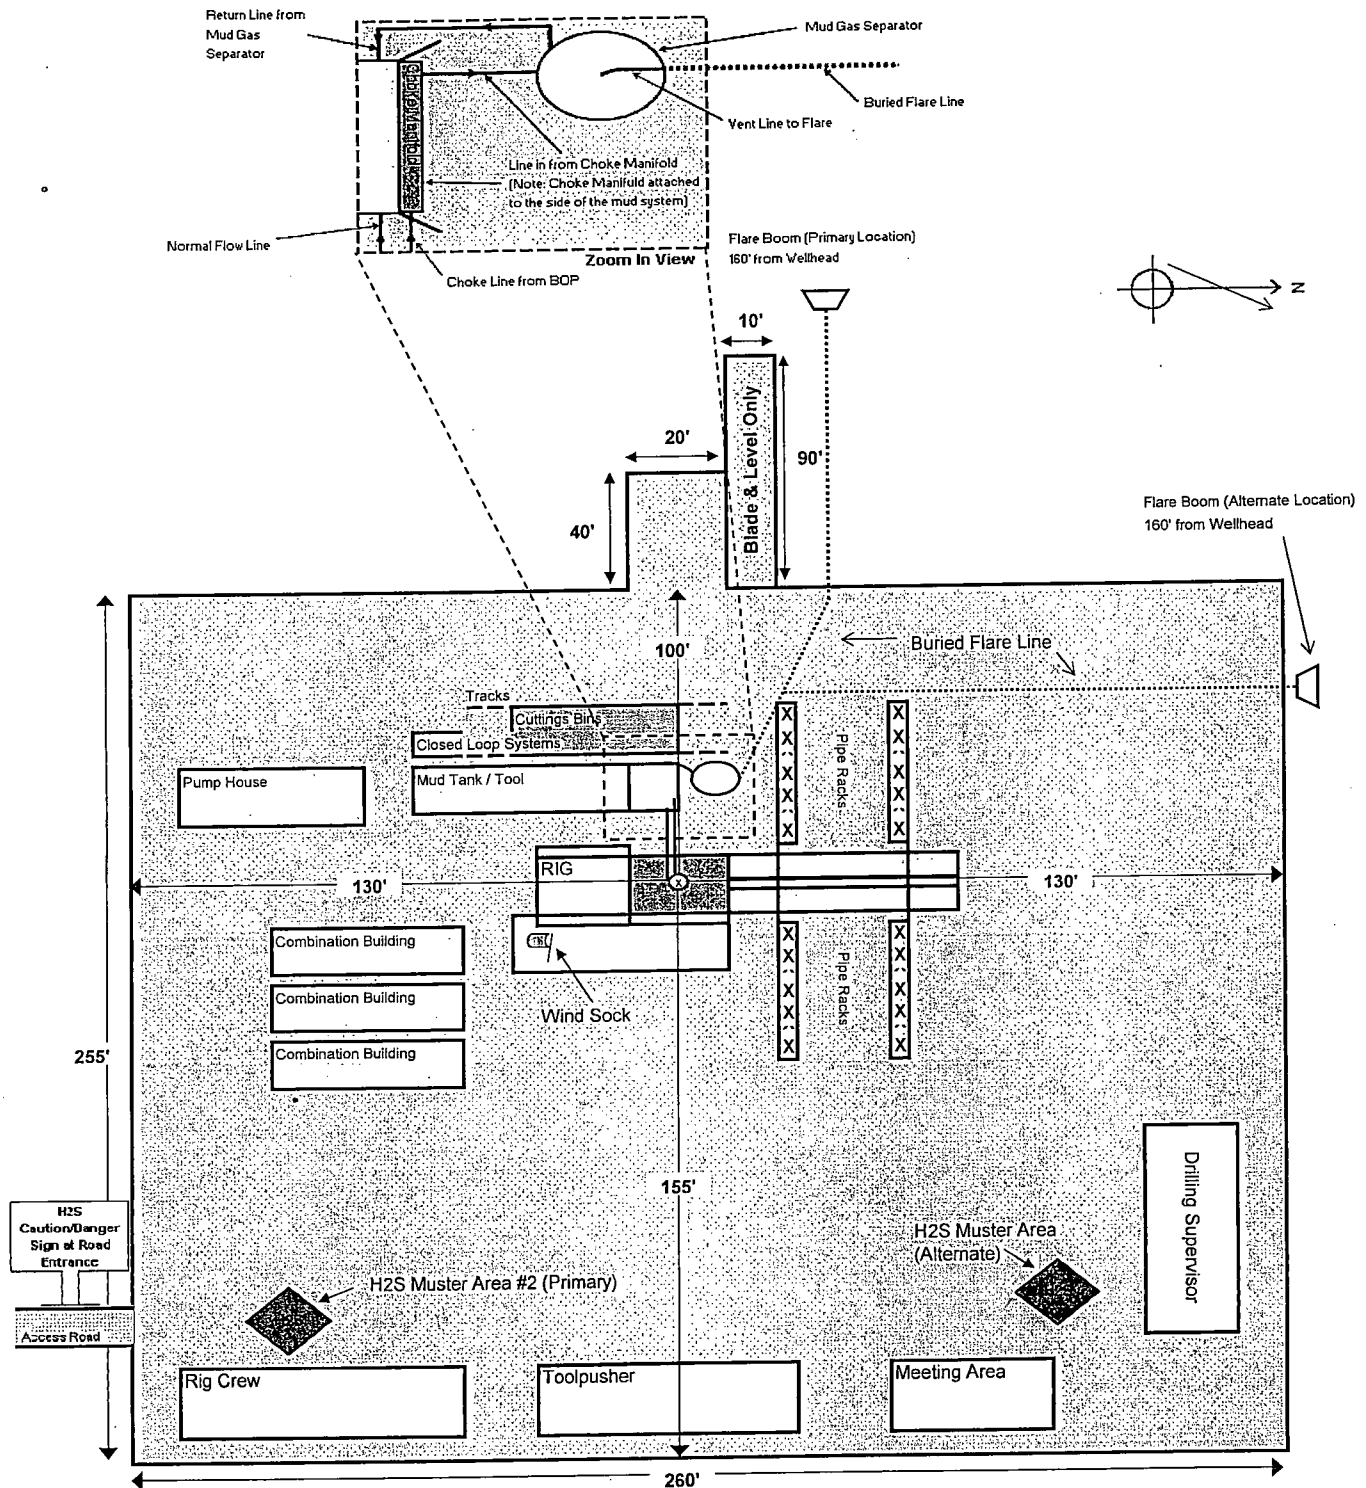 Return Line from
Mud Gas
Separator
Mud Gas Separator
Buried Flare Line
Vent Line to Flare
Choke Manifold
Line in from Choke Manifold
(Note: Choke Manifold attached
to the side of the mud system)
Normal Flow Line
Choke Line from BOP
Zoom In View
Flare Boom (Primary Location)
160' from Wellhead
N
10'
Blade & Level Only
90'
20'
40'
Flare Boom (Alternate Location)
160' from Wellhead
100'
Buried Flare Line
Tracks
Cuttings Bins
Closed Loop Systems
Pump House
Mud Tank / Tool
X
X
X
X
X
Pipe Racks
X
X
X
X
X
RIG
X
130'
130'
Combination Building
Combination Building
Combination Building
Wind Sock
X
X
X
X
X
Pipe Racks
X
X
X
X
X
255'
155'
Drilling Supervisor
H2S
Caution/Danger
Sign at Road
Entrance
Access Road
H2S Muster Area #2 (Primary)
H2S Muster Area
(Alternate)
Rig Crew
Toolpusher
Meeting Area
260'